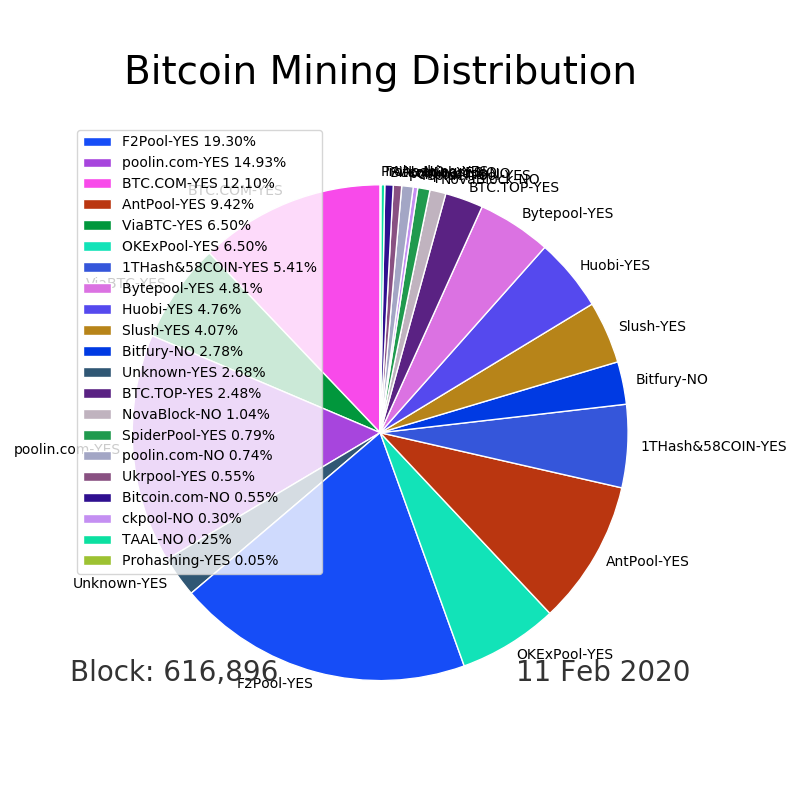 Bitcoin Mining Distribution
F2Pool-YES 19.30%
poolin.com-YES 14.93%
BTC.COM-YES 12.10%
AntPool-YES 9.42%
ViaBTC-YES 6.50%
OKExPool-YES 6.50%
1THash&58COIN-YES 5.41%
Bytepool-YES 4.81%
Huobi-YES 4.76%
Slush-YES 4.07%
Bitfury-NO 2.78%
Unknown-YES 2.68%
BTC.TOP-YES 2.48%
NovaBlock-NO 1.04%
SpiderPool-YES 0.79%
poolin.com-NO 0.74%
Ukrpool-YES 0.55%
Bitcoin.com-NO 0.55%
ckpool-NO 0.30%
TAAL-NO 0.25%
Prohashing-YES 0.05%
BTC.COM-YES
ViaBTC-YES
poolin.com-YES
Unknown-YES
F2Pool-YES
OKExPool-YES
AntPool-YES
1THash&58COIN-YES
Bitfury-NO
Slush-YES
Huobi-YES
Bytepool-YES
BTC.TOP-YES
NovaBlock-NO
Block: 616,896
11 Feb 2020